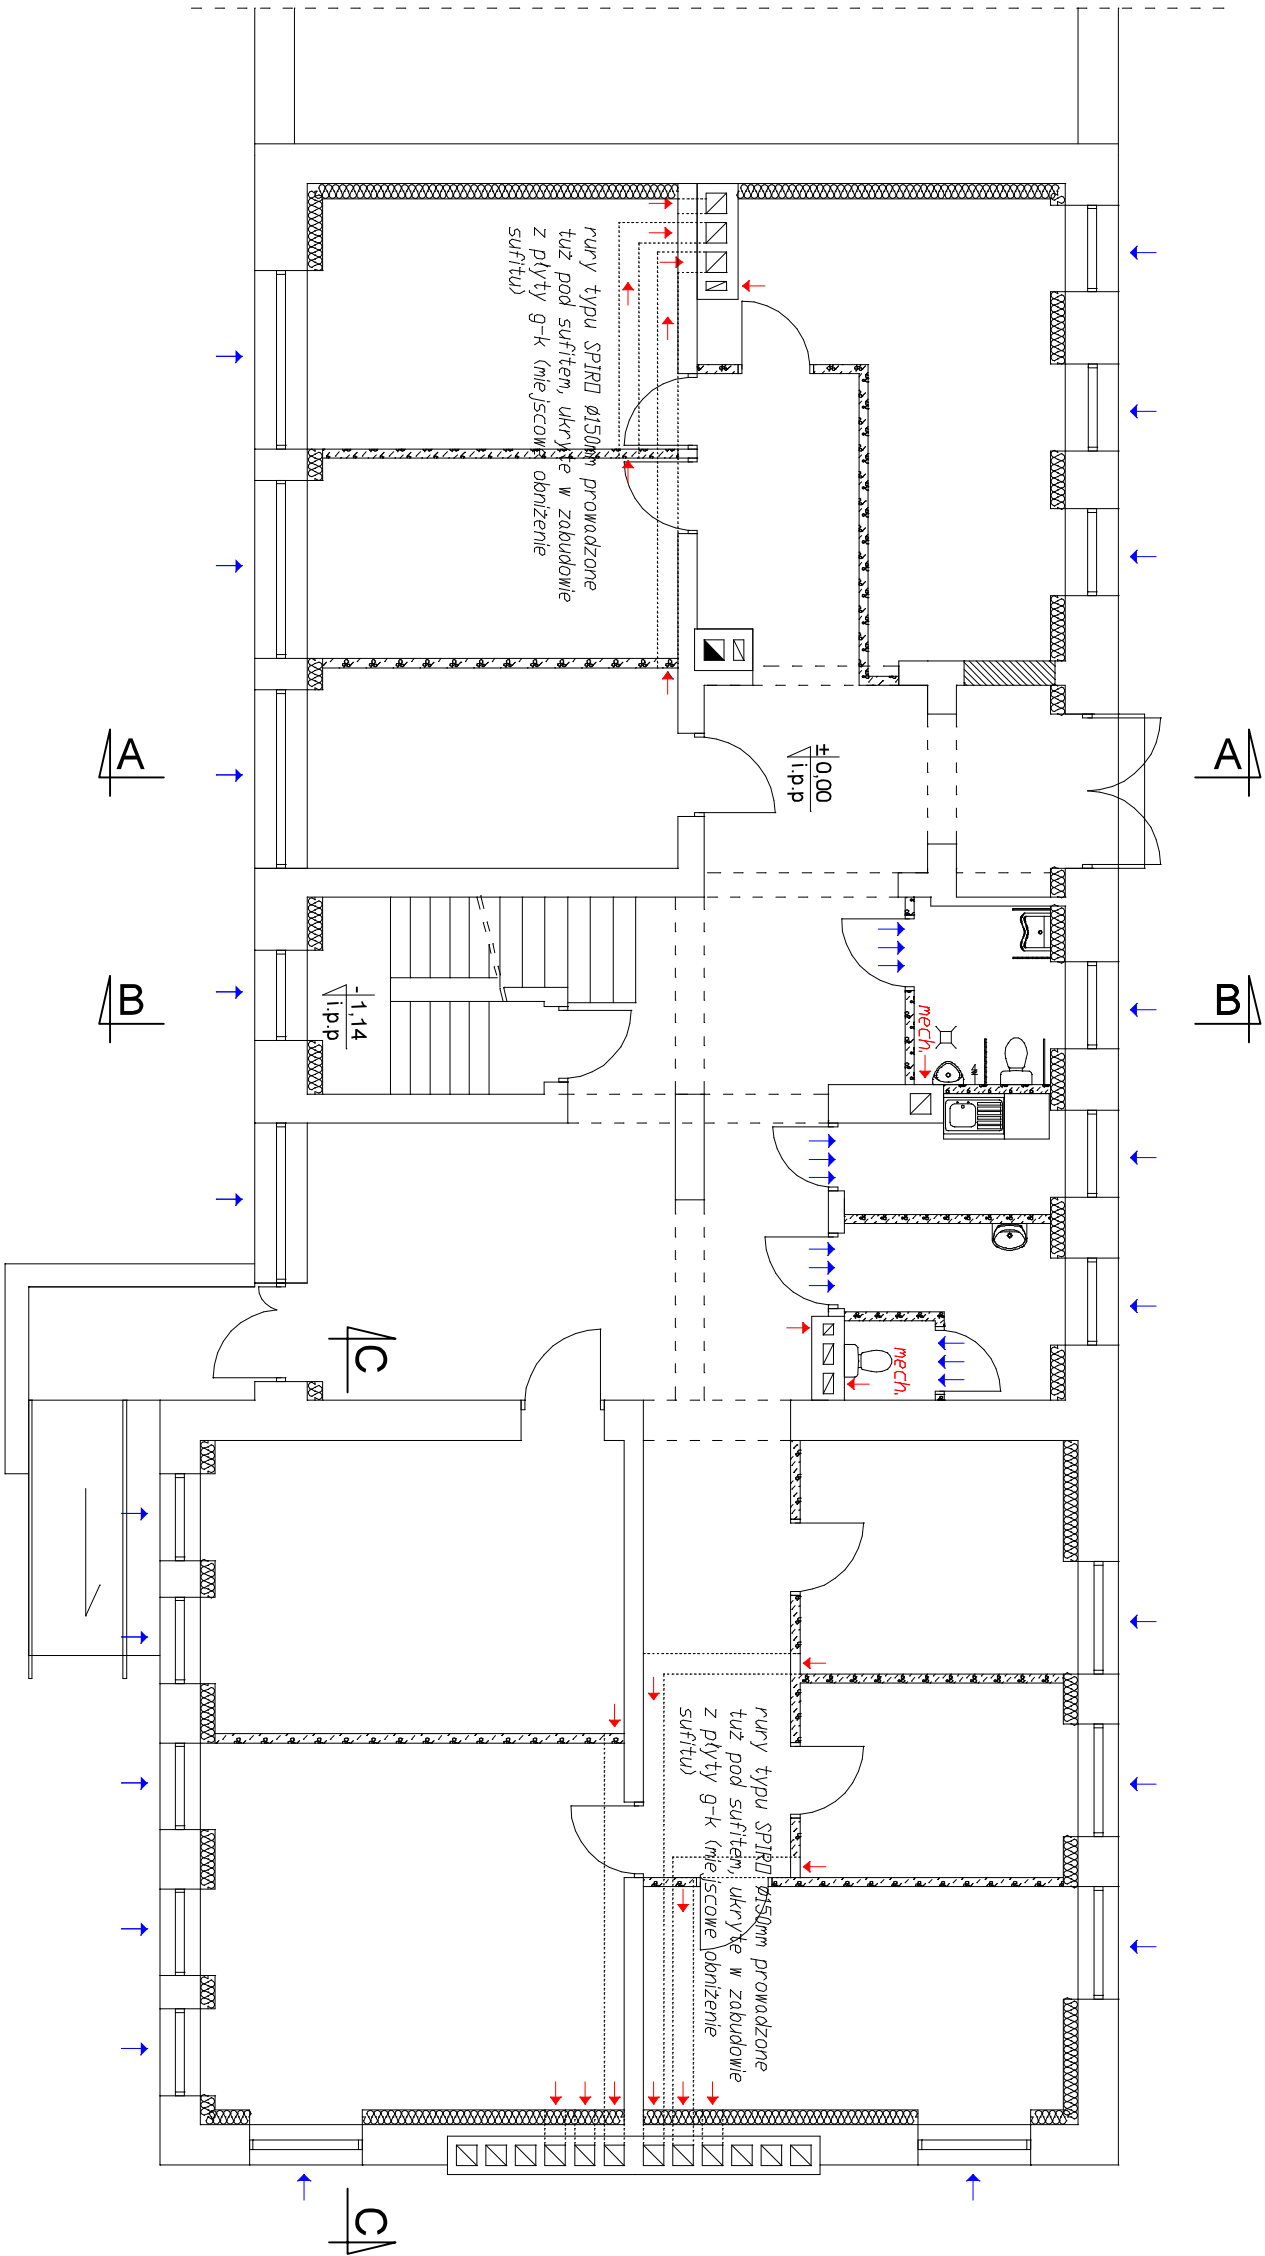 rury typu SPIRO ø150mm prowadzone
tuż pod sufitem, ukryte w zabudowie
z płyty g-k (miejscowe obniżenie
sufitu)
A
A
±0,00
i.p.p
B
B
-1,14
i.p.p
mech.
mech.
C
rury typu SPIRO ø150mm prowadzone
tuż pod sufitem, ukryte w zabudowie
z płyty g-k (miejscowe obniżenie
sufitu)
C